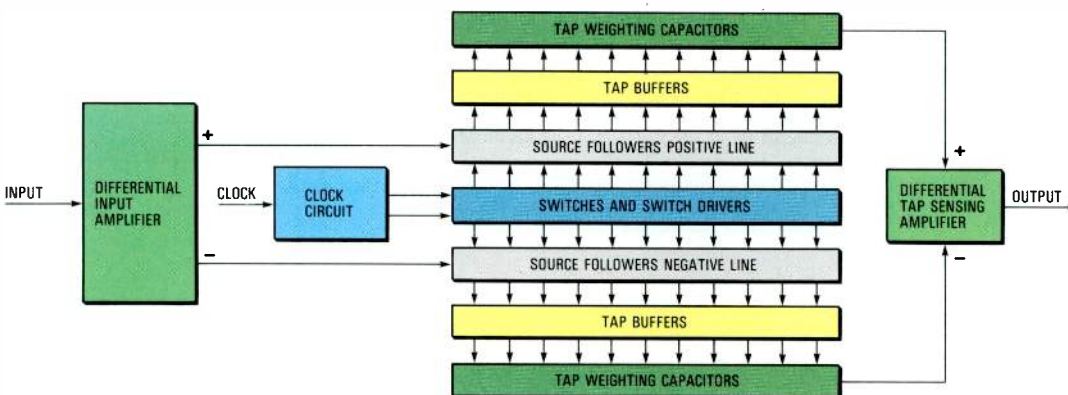 TAP WEIGHTING CAPACITORS
TAP BUFFERS
+
SOURCE FOLLOWERS POSITIVE LINE
+
INPUT
DIFFERENTIAL
INPUT
AMPLIFIER
CLOCK
CLOCK
CIRCUIT
SWITCHES AND SWITCH DRIVERS
DIFFERENTIAL
TAP SENSING
AMPLIFIER
OUTPUT
−
SOURCE FOLLOWERS NEGATIVE LINE
−
TAP BUFFERS
TAP WEIGHTING CAPACITORS